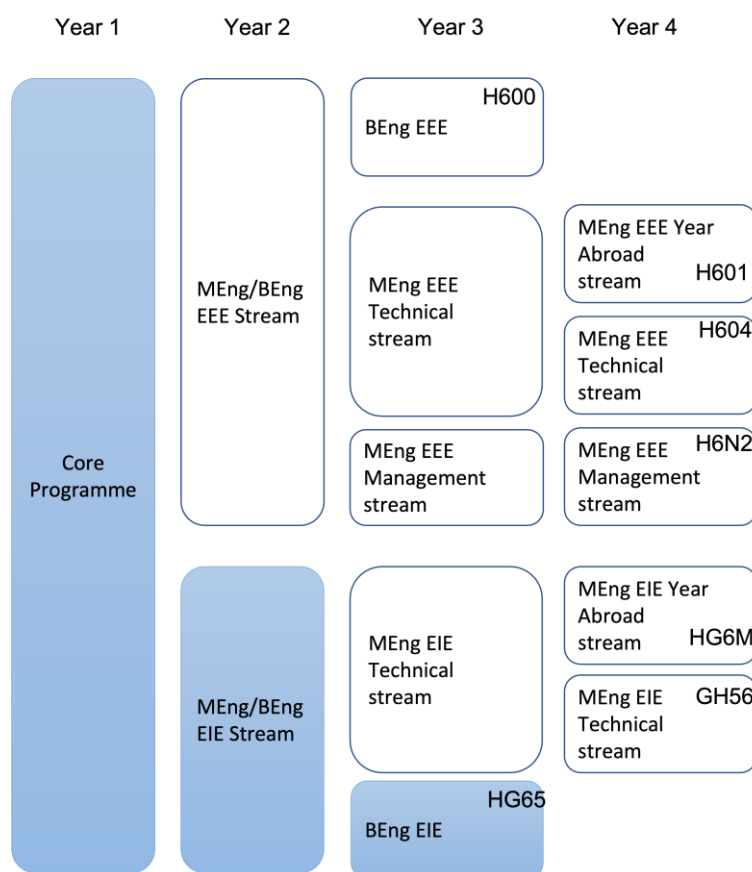 Year 1
Year 2
Year 3
Year 4
H600
BEng EEE
MEng/BEng
EEE Stream
MEng EEE
Technical
stream
MEng EEE Year
Abroad
stream
H601
H604
MEng EEE
Technical
stream
Core
Programme
MEng EEE
Management
stream
H6N2
MEng EEE
Management
stream
MEng/BEng
EIE Stream
MEng EIE
Technical
stream
MEng EIE Year
Abroad
stream
HG6M
GH56
MEng EIE
Technical
stream
HG65
BEng EIE